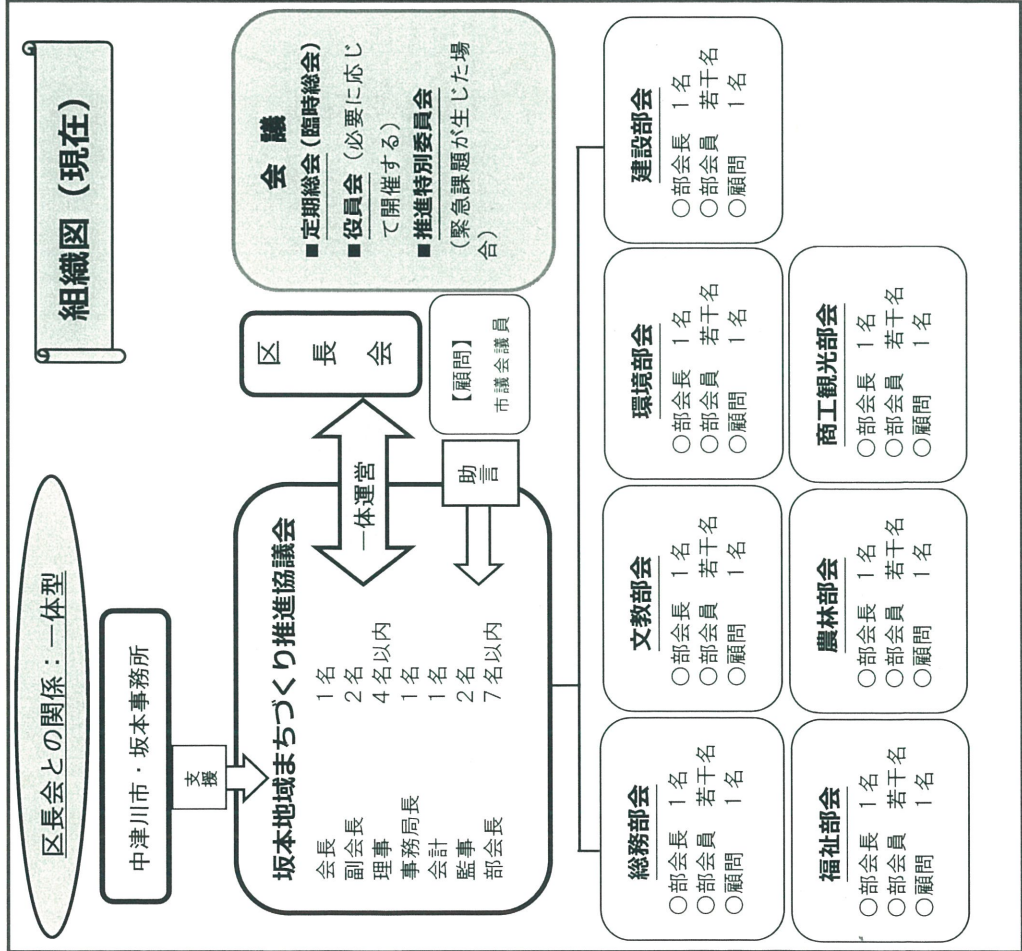 組織図（現在）
区長会との関係：一体型
中津川市・坂本事務所
支援
坂本地域まちづくり推進協議会
会長　1名
副会長　2名
理事　4名以内
事務局長　1名
会計　1名
監事　2名
部会長　7名以内
一体運営
区長会
助言
【顧問】
市議会議員
会　議
■定期総会（臨時総会）
■役員会（必要に応じ
て開催する）
■推進特別委員会
（緊急課題が生じた場
合）
総務部会
○部会長　1名
○部会員　若干名
○顧問　1名
文教部会
○部会長　1名
○部会員　若干名
○顧問　1名
環境部会
○部会長　1名
○部会員　若干名
○顧問　1名
建設部会
○部会長　1名
○部会員　若干名
○顧問　1名
福祉部会
○部会長　1名
○部会員　若干名
○顧問　1名
農林部会
○部会長　1名
○部会員　若干名
○顧問　1名
商工観光部会
○部会長　1名
○部会員　若干名
○顧問　1名